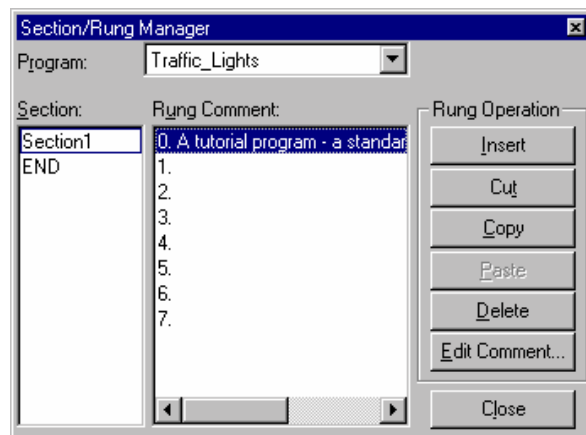 Section/Rung Manager
Program:
Traffic_Lights
Section:
Section1
END
Rung Comment:
0. A tutorial program - a standar
1.
2.
3.
4.
5.
6.
7.
Rung Operation
Insert
Cut
Copy
Paste
Delete
Edit Comment...
Close